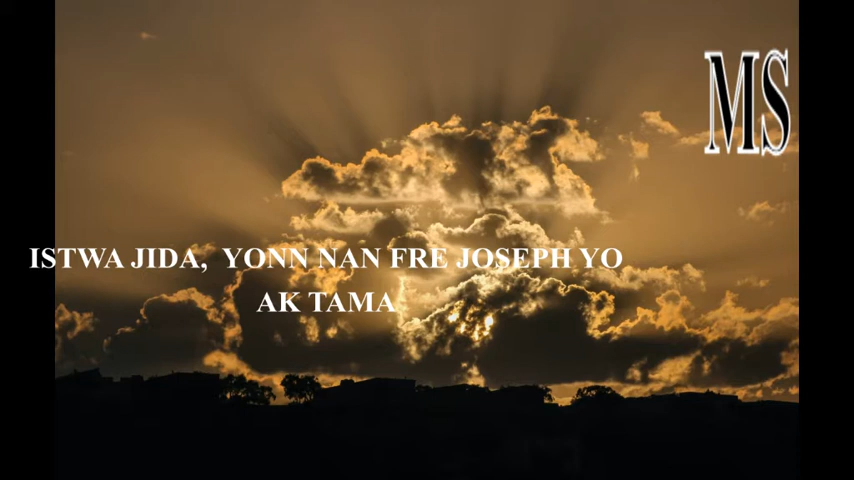 MS
ISTWA JIDA, YONN NAN FRE JOSEPH YO
AK TAMA